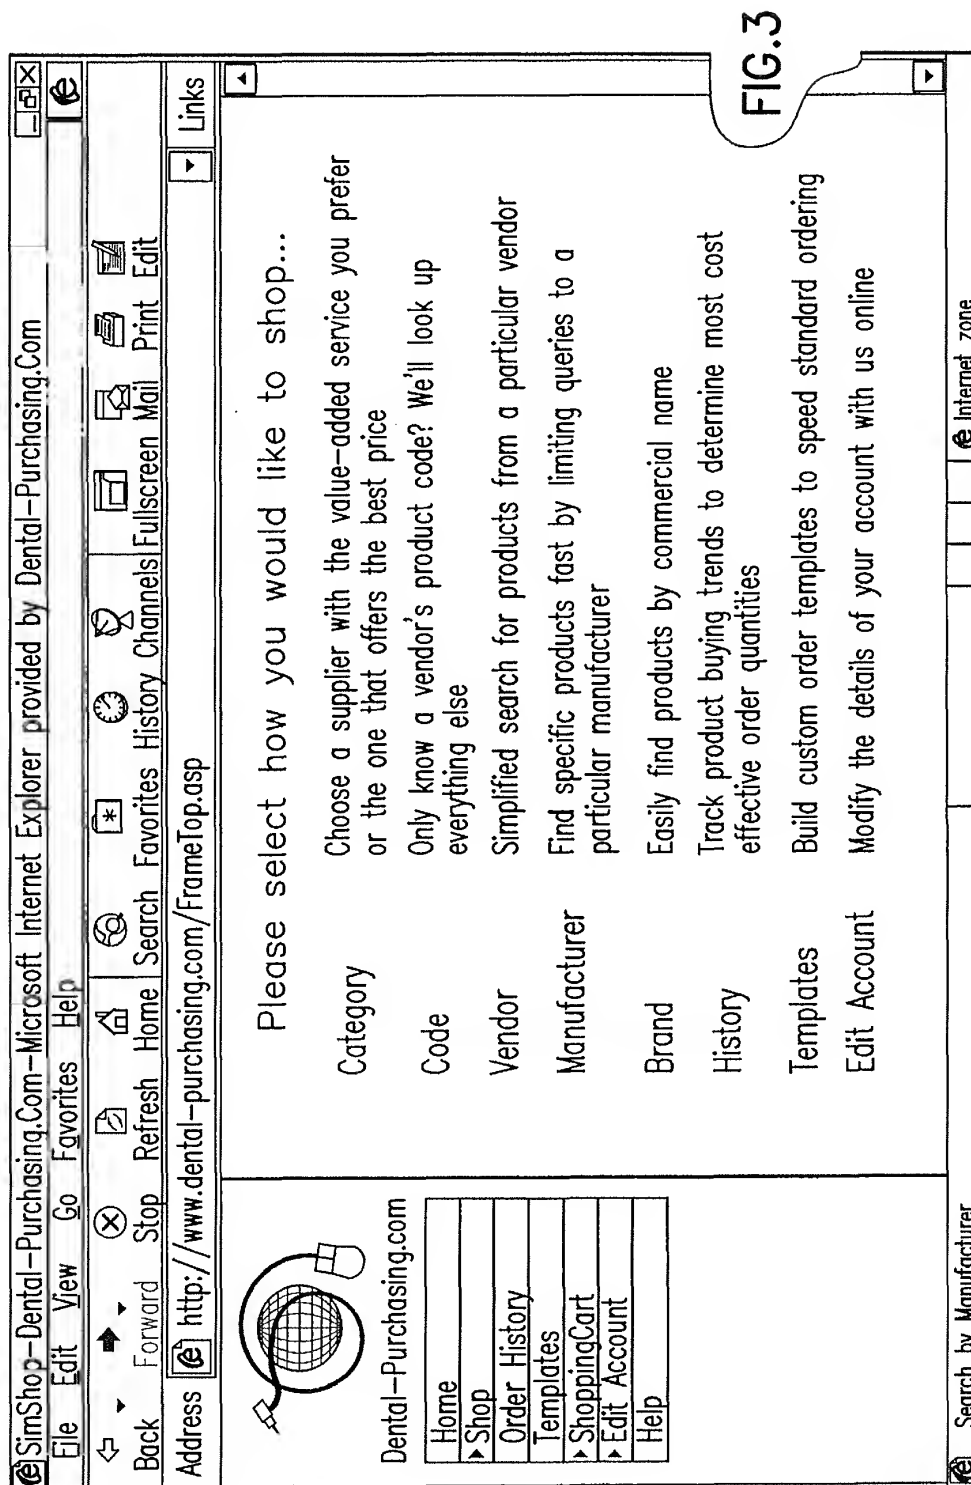 SimShop-Dental-Purchasing.Com-Microsoft Internet Explorer provided by Dental-Purchasing.Com
File Edit View Go Favorites Help
Back Forward Stop Refresh Home Search Favorites History Channels Fullscreen Mail Print Edit
Address http://www.dental-purchasing.com/FrameTop.asp Links
Dental-Purchasing.com
Home
Shop
Order History
Templates
ShoppingCart
Edit Account
Help
Please select how you would like to shop...
Category Choose a supplier with the value-added service you prefer
or the one that offers the best price
Code Only know a vendor's product code? We'll look up
everything else
Vendor Simplified search for products from a particular vendor
Manufacturer Find specific products fast by limiting queries to a
particular manufacturer
Brand Easily find products by commercial name
History Track product buying trends to determine most cost
effective order quantities
Templates Build custom order templates to speed standard ordering
Edit Account Modify the details of your account with us online
Search by Manufacturer Internet zone
FIG.3